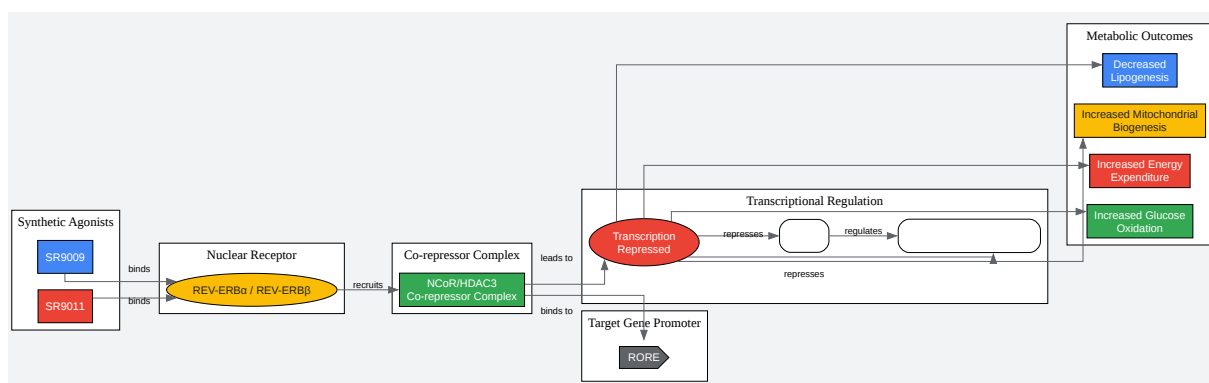 Synthetic Agonists
SR9009
SR9011
binds
binds
Nuclear Receptor
REV-ERBα / REV-ERBβ
recruits
Co-repressor Complex
NCoR/HDAC3
Co-repressor Complex
leads to
binds to
Target Gene Promoter
RORE
Transcriptional Regulation
Transcription
Repressed
represses
regulates
represses
Metabolic Outcomes
Decreased
Lipogenesis
Increased Mitochondrial
Biogenesis
Increased Energy
Expenditure
Increased Glucose
Oxidation